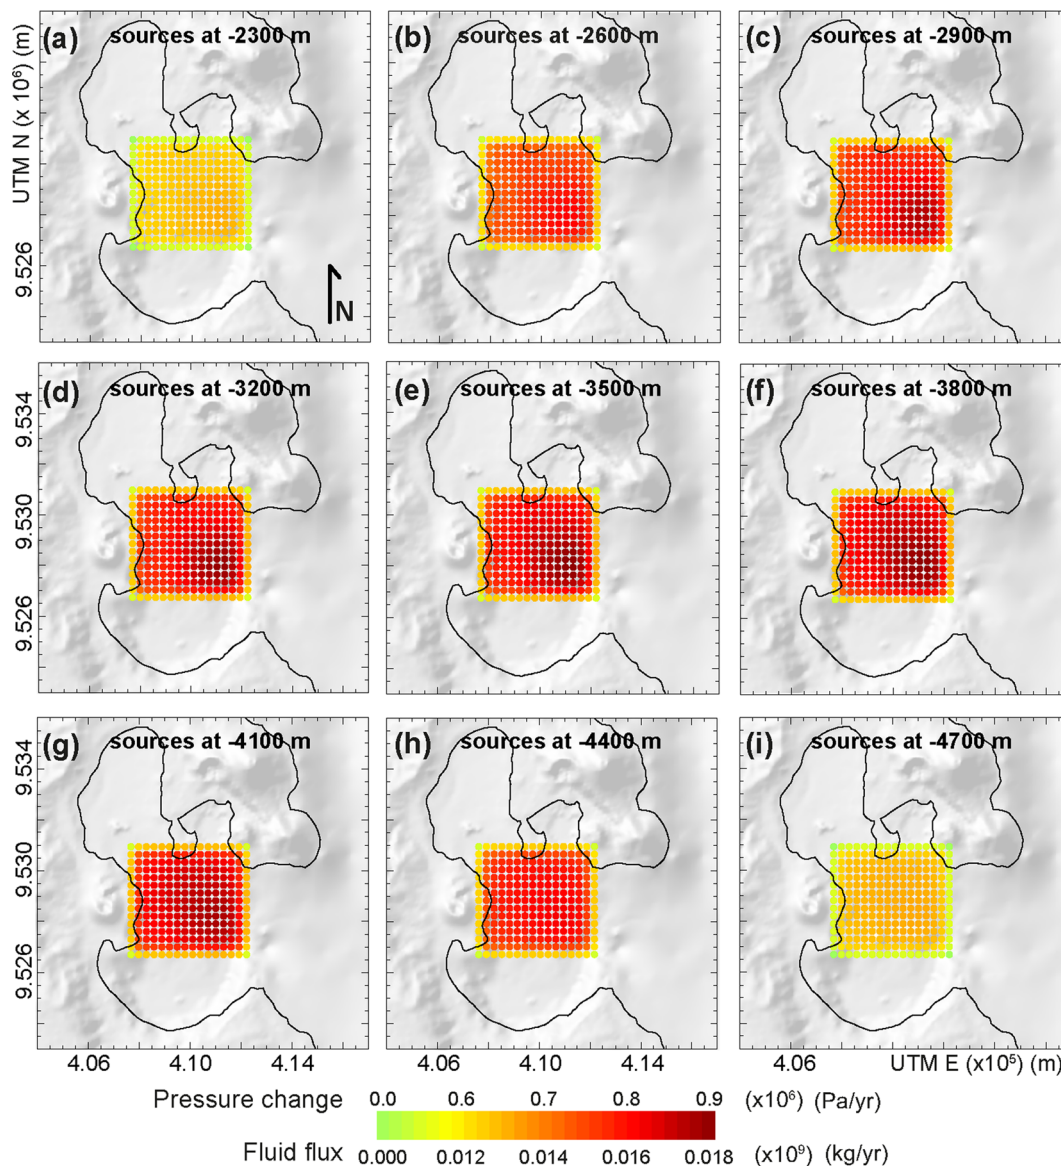 (a) sources at -2300 m
(b) sources at -2600 m
(c) sources at -2900 m
UTM N (x 10⁶) (m)
9.526
N
(d) sources at -3200 m
(e) sources at -3500 m
(f) sources at -3800 m
9.534
9.530
9.526
(g) sources at -4100 m
(h) sources at -4400 m
(i) sources at -4700 m
9.534
9.530
9.526
4.06 4.10 4.14
4.10 4.14
4.06 UTM E (x10⁵) (m)
Pressure change 0.0 0.6 0.7 0.8 0.9 (x10⁶) (Pa/yr)
Fluid flux 0.000 0.012 0.014 0.016 0.018 (x10⁹) (kg/yr)